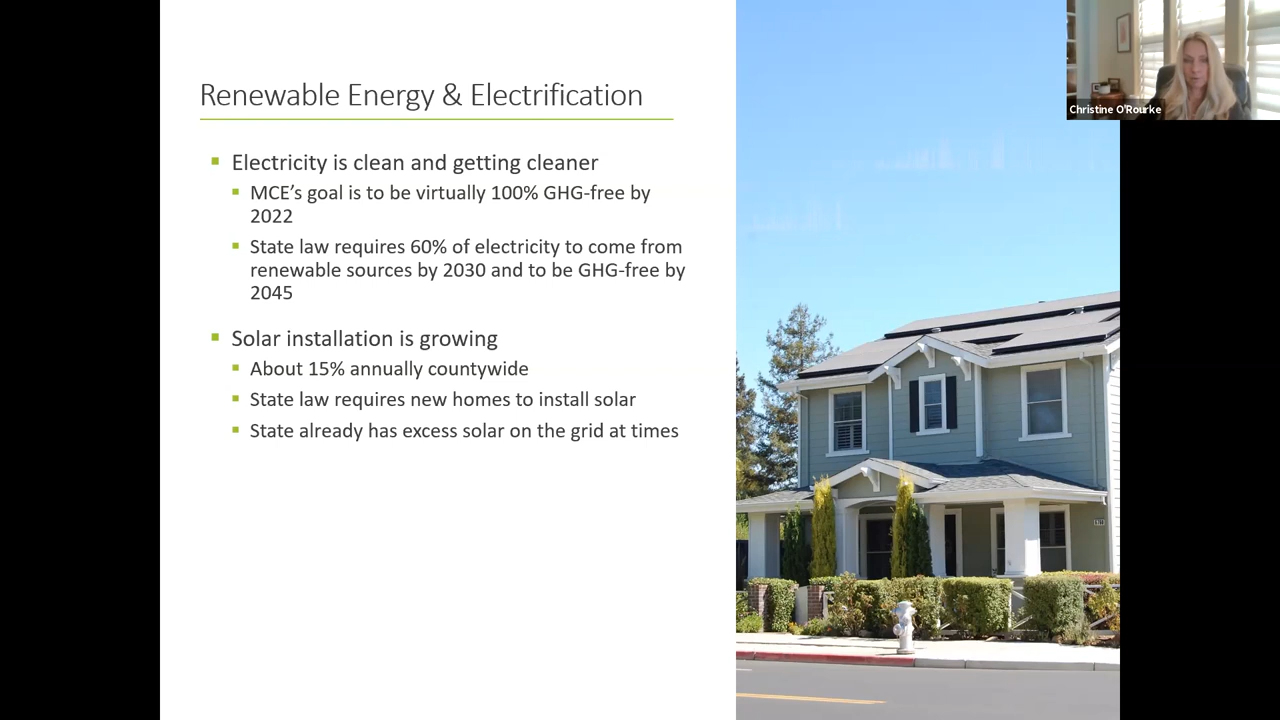 Renewable Energy & Electrification
Electricity is clean and getting cleaner
MCE's goal is to be virtually 100% GHG-free by
2022
State law requires 60% of electricity to come from
renewable sources by 2030 and to be GHG-free by
2045
Solar installation is growing
About 15% annually countywide
State law requires new homes to install solar
State already has excess solar on the grid at times
Christine O'Rourke